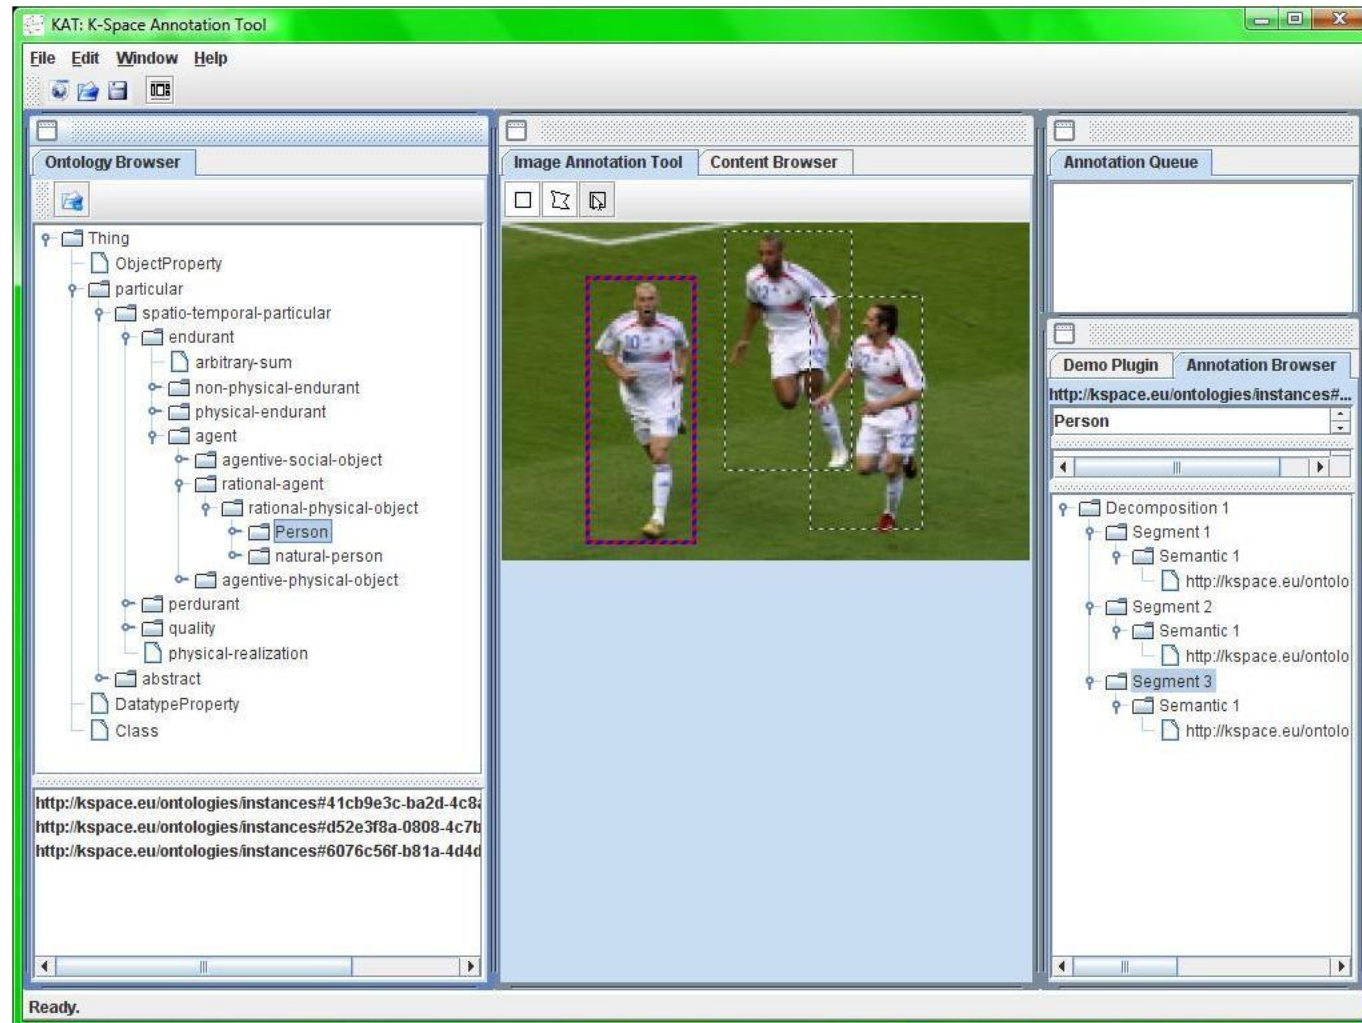 KAT: K-Space Annotation Tool
File Edit Window Help
Ontology Browser
Thing
ObjectProperty
particular
spatio-temporal-particular
endurant
arbitrary-sum
non-physical-endurant
physical-endurant
agent
agentive-social-object
rational-agent
rational-physical-object
Person
natural-person
agentive-physical-object
perdurant
quality
physical-realization
abstract
DatatypeProperty
Class
http://kspace.eu/ontologies/instances#41cb9e3c-ba2d-4c8a
http://kspace.eu/ontologies/instances#d52e3f8a-0808-4c7b
http://kspace.eu/ontologies/instances#6076c56f-b81a-4d4d
Image Annotation Tool Content Browser
10
12
22
Annotation Queue
Demo Plugin Annotation Browser
http://kspace.eu/ontologies/instances#...
Person
Decomposition 1
Segment 1
Semantic 1
http://kspace.eu/ontolo
Segment 2
Semantic 1
http://kspace.eu/ontolo
Segment 3
Semantic 1
http://kspace.eu/ontolo
Ready.